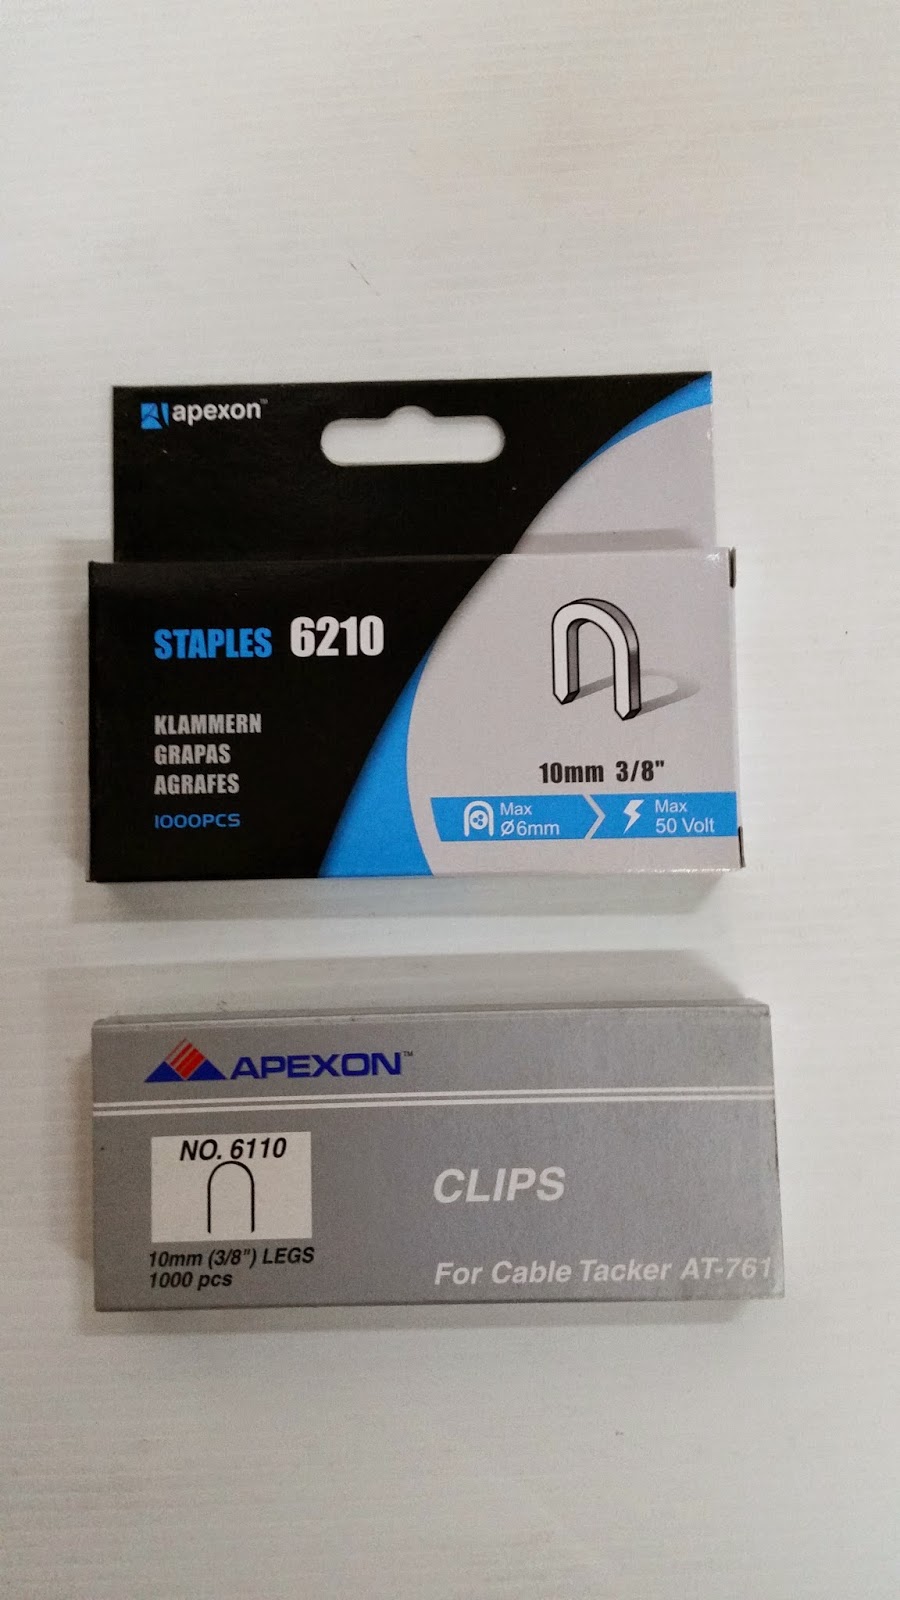 apexon™
STAPLES 6210
KLAMMERN
GRAPAS
AGRAFES
1000PCS
10mm 3/8"
Max
Ø6mm
Max
50 Volt
APEXON™
NO. 6110
10mm (3/8") LEGS
1000 pcs
CLIPS
For Cable Tacker AT-761